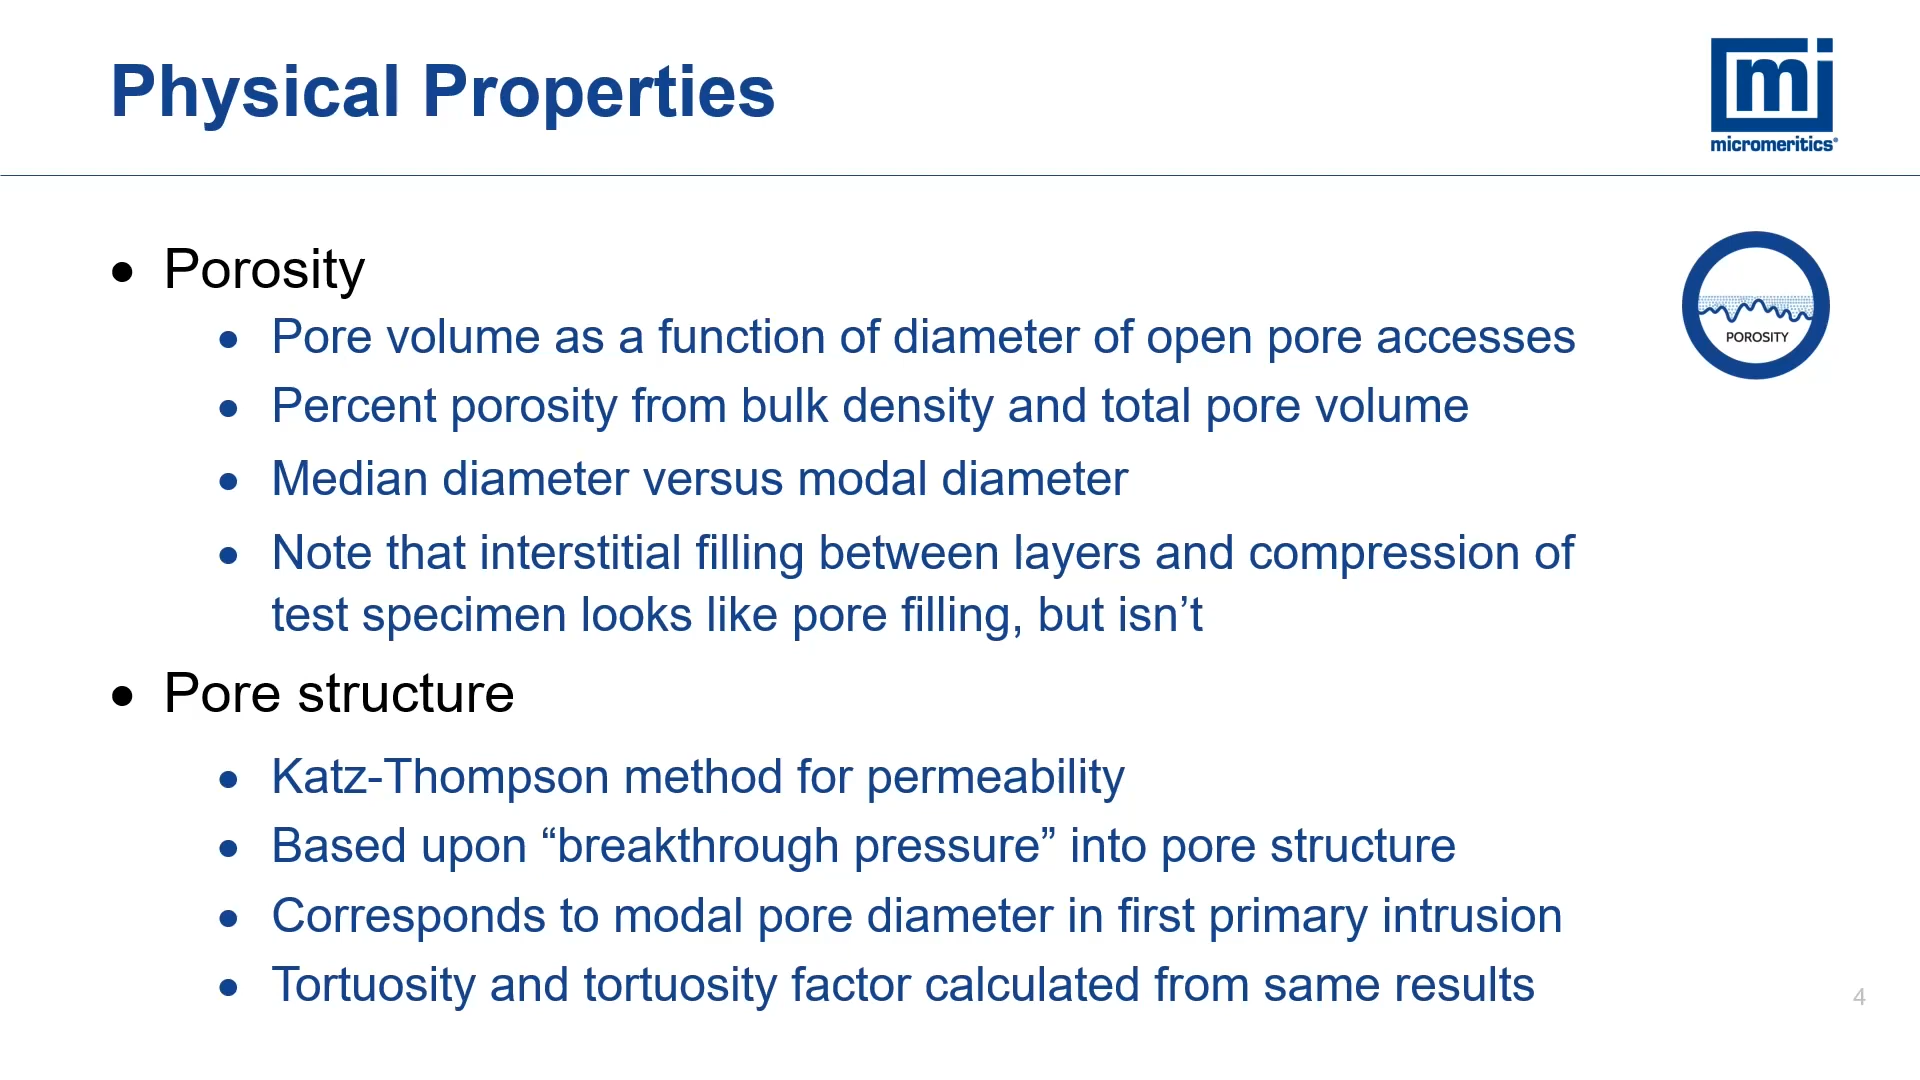 Physical Properties
mi
micromeritics®
• Porosity
• Pore volume as a function of diameter of open pore accesses
POROSITY
• Percent porosity from bulk density and total pore volume
• Median diameter versus modal diameter
• Note that interstitial filling between layers and compression of
test specimen looks like pore filling, but isn’t
• Pore structure
• Katz-Thompson method for permeability
• Based upon “breakthrough pressure” into pore structure
• Corresponds to modal pore diameter in first primary intrusion
• Tortuosity and tortuosity factor calculated from same results
4